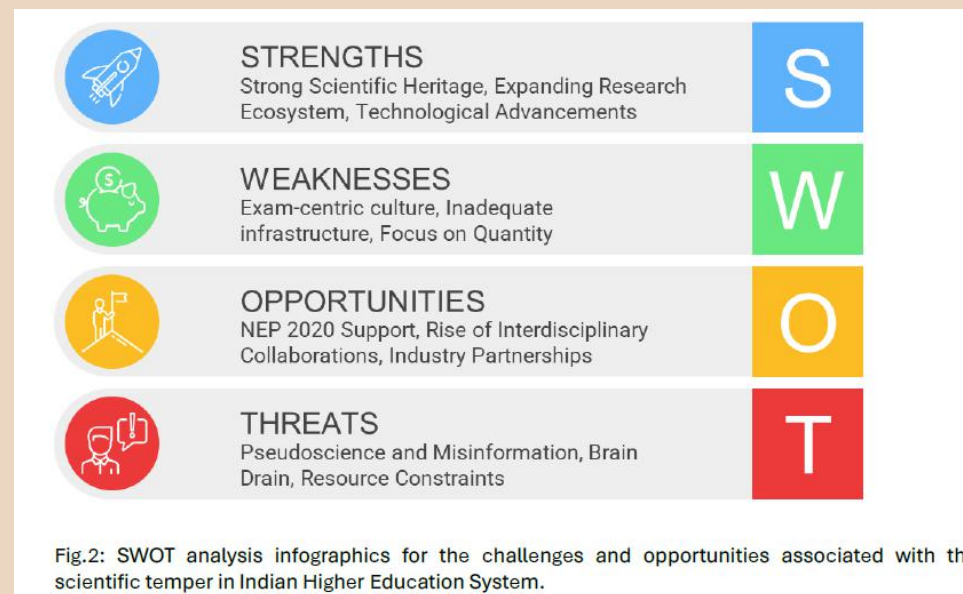 STRENGTHS
Strong Scientific Heritage, Expanding Research
Ecosystem, Technological Advancements
S
WEAKNESSES
Exam-centric culture, Inadequate
infrastructure, Focus on Quantity
W
OPPORTUNITIES
NEP 2020 Support, Rise of Interdisciplinary
Collaborations, Industry Partnerships
O
THREATS
Pseudoscience and Misinformation, Brain
Drain, Resource Constraints
T
Fig.2: SWOT analysis infographics for the challenges and opportunities associated with th
scientific temper in Indian Higher Education System.